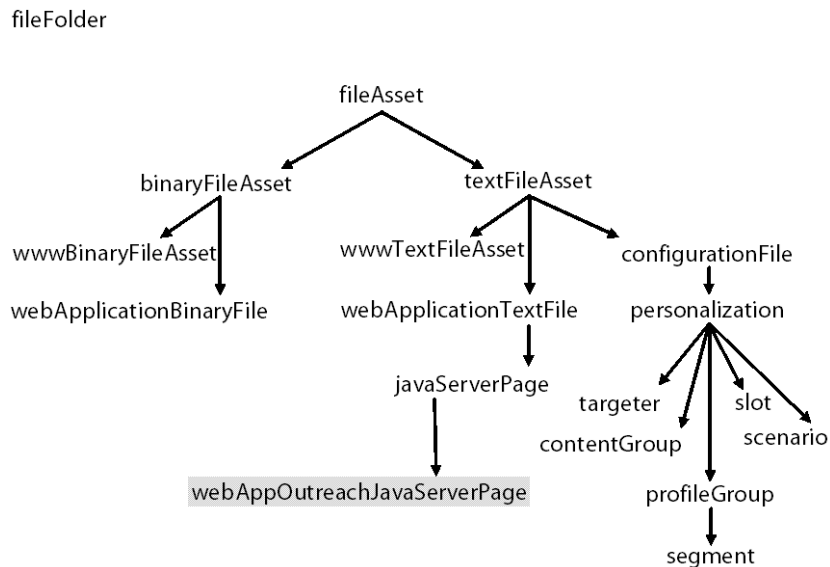 fileFolder
fileAsset
binaryFileAsset
textFileAsset
wwwBinaryFileAsset
wwwTextFileAsset
configurationFile
webApplicationBinaryFile
webApplicationTextFile
personalization
javaServerPage
targeter
slot
contentGroup
scenario
webAppOutreachJavaServerPage
profileGroup
segment